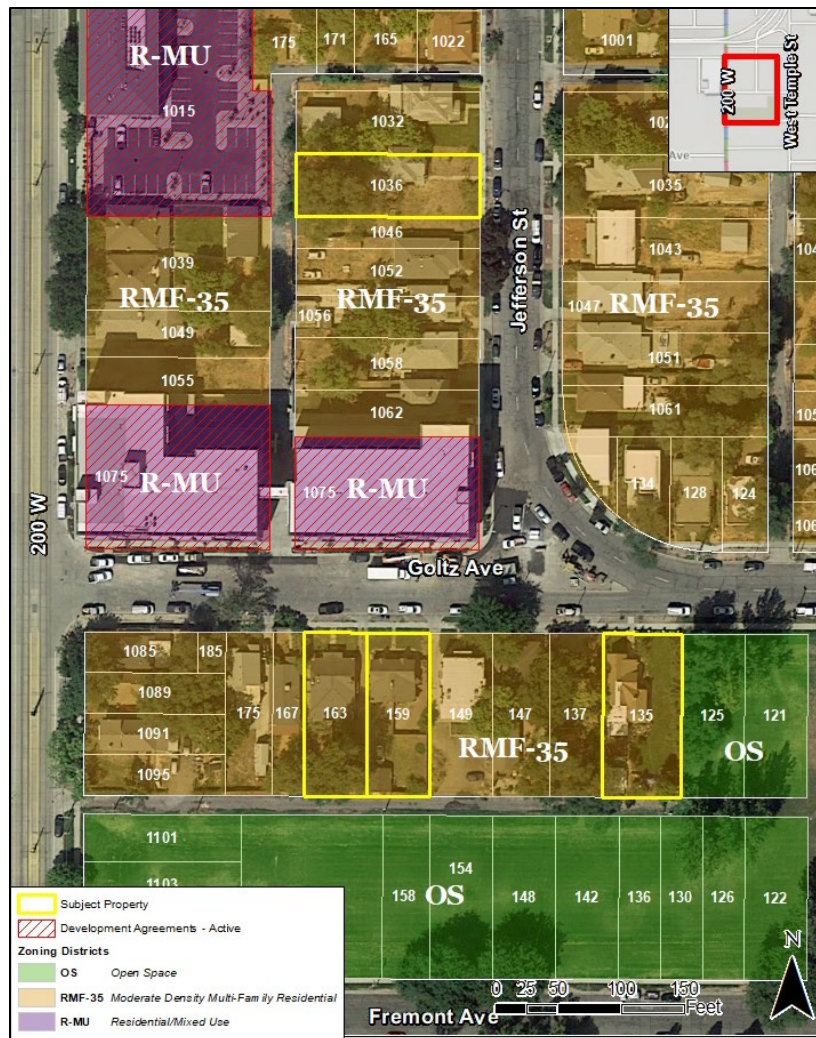 R-MU
175
171
165
1022
1001
200 W
West Temple St
Ave
1015
1032
1036
1035
1046
1039
1052
1043
RMF-35
RMF-35
RMF-35
Jefferson St
1056
1047
1049
1058
1051
1055
1062
1061
1075
R-MU
1075
R-MU
134
128
124
200 W
Goltz Ave
1085
185
1089
175
167
163
159
149
147
137
135
125
121
1091
RMF-35
OS
1095
1101
1103
154
158
OS
148
142
136
130
126
122
Subject Property
Development Agreements - Active
Zoning Districts
OS Open Space
RMF-35 Moderate Density Multi-Family Residential
R-MU Residential/Mixed Use
N
0 25 50 100 150
Feet
Fremont Ave